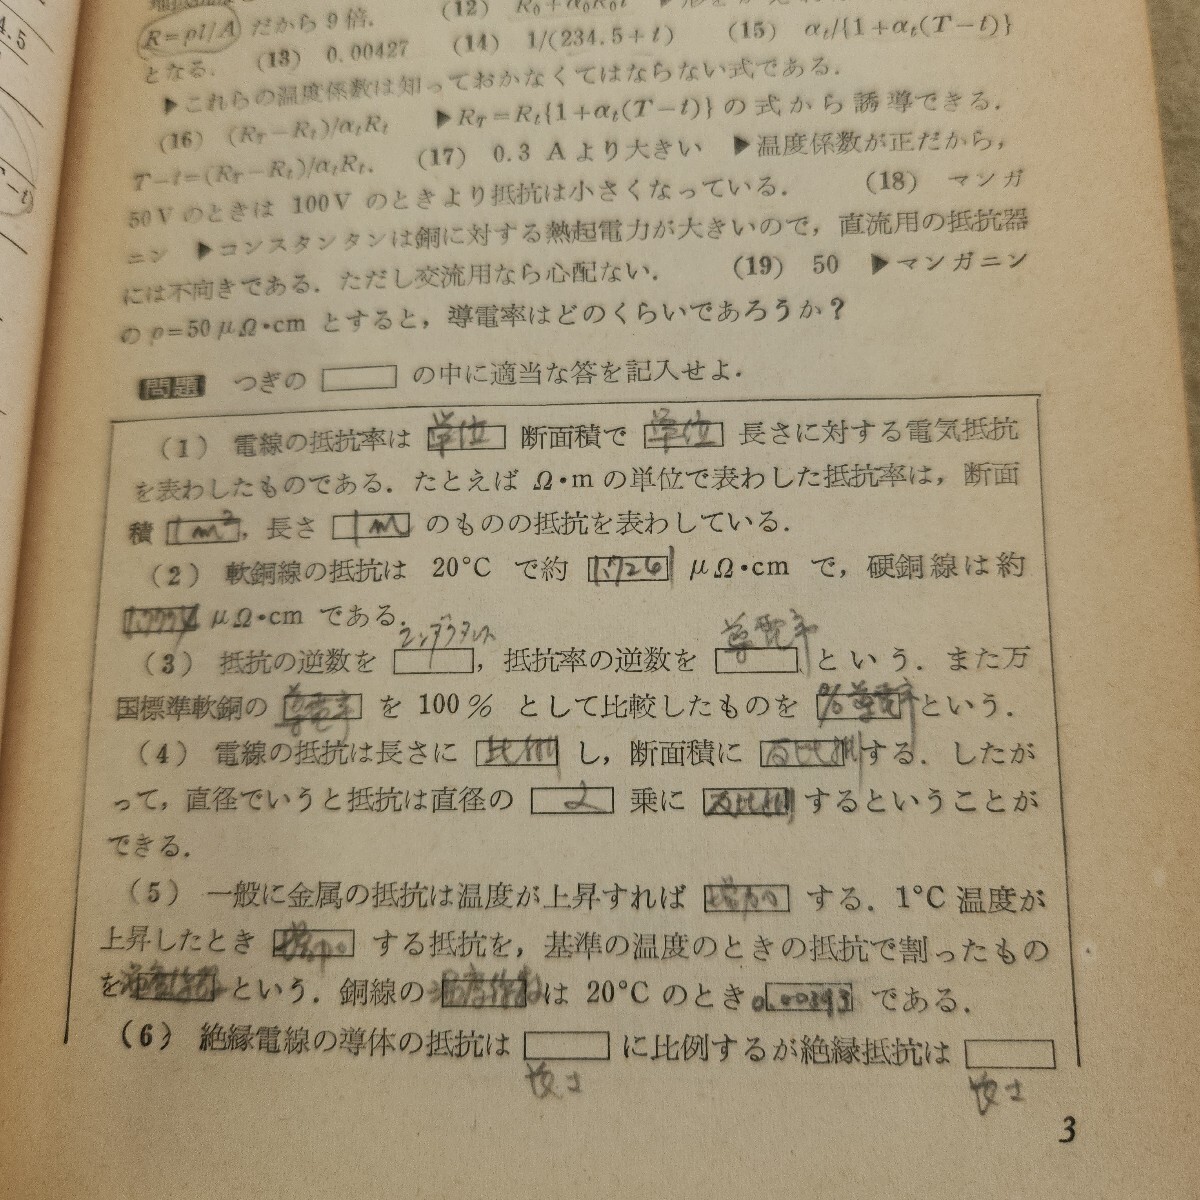 R=ρl/A だから 9 倍.
となる. (13) 0.00427 (14) 1/(234.5+t) (15) αt/{1+αt(T−t)}
▶これらの温度係数は知っておかなくてはならない式である.
(16) (RT−Rt)/αtRt ▶RT=Rt{1+αt(T−t)} の式から誘導できる.
T−t=(RT−Rt)/αtRt. (17) 0.3 A より大きい ▶温度係数が正だから,
50V のときは 100V のときより抵抗は小さくなっている. (18) マンガ
ニン ▶コンスタンタンは銅に対する熱起電力が大きいので, 直流用の抵抗器
には不向きである. ただし交流用なら心配ない. (19) 50 ▶マンガニン
の ρ=50 μΩ·cm とすると, 導電率はどのくらいであろうか?
問題 つぎの の中に適当な答を記入せよ.
(1) 電線の抵抗率は 単位 断面積で 単位 長さに対する電気抵抗
を表わしたものである. たとえば Ω·m の単位で表わした抵抗率は, 断面
積 1m², 長さ 1m のものの抵抗を表わしている.
(2) 軟銅線の抵抗は 20°C で約 1.7241 μΩ·cm で, 硬銅線は約
μΩ·cm である.
コンダクタンス 導電率
(3) 抵抗の逆数を , 抵抗率の逆数を という. また万
国標準軟銅の 導電率 を 100% として比較したものを %導電率 という.
(4) 電線の抵抗は長さに 比例 し, 断面積に 反比例 する. したが
って, 直径でいうと抵抗は直径の 2 乗に 反比例 するということが
できる.
(5) 一般に金属の抵抗は温度が上昇すれば 増加 する. 1°C 温度が
上昇したとき 増加 する抵抗を, 基準の温度のときの抵抗で割ったもの
を 温度係数 という. 銅線の 温度係数 は 20°C のとき 0.00393 である.
(6) 絶縁電線の導体の抵抗は に比例するが絶縁抵抗は
長さ 長さ
3